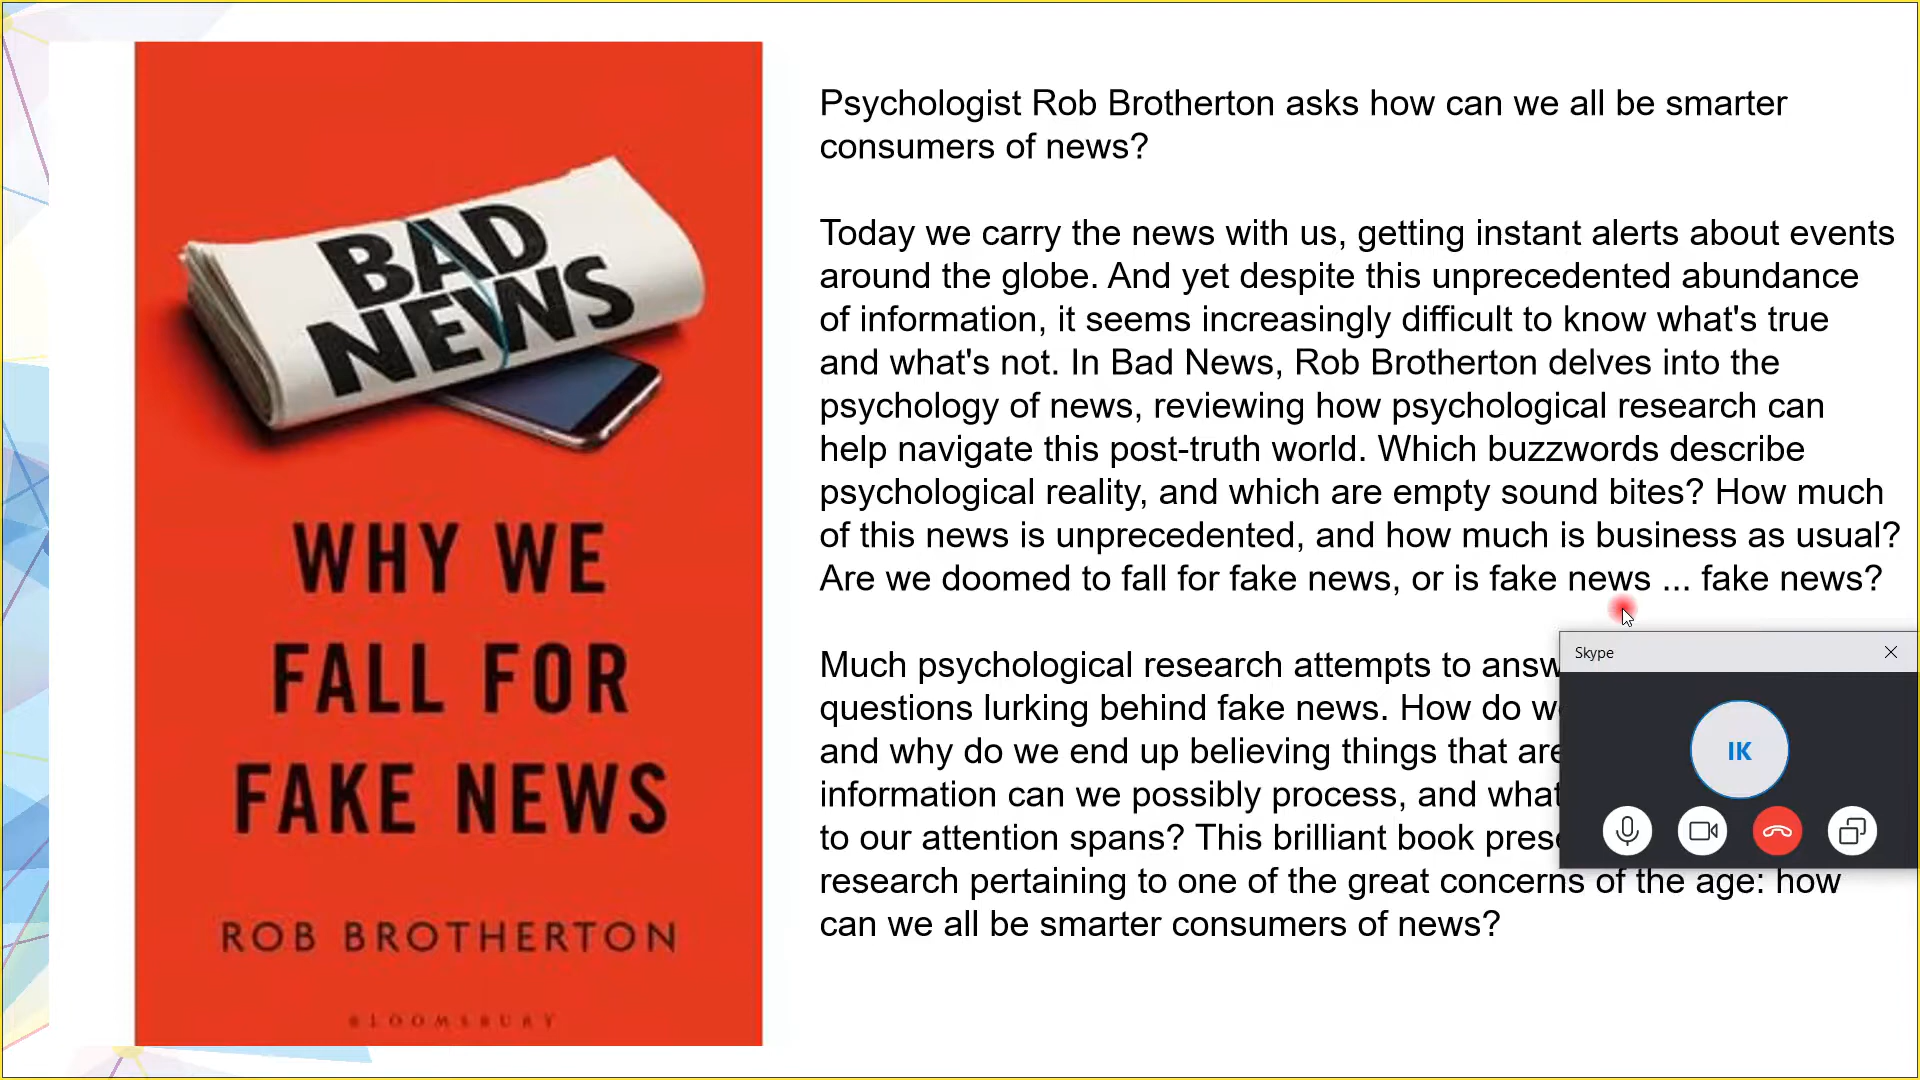 BAD
NEWS
WHY WE
FALL FOR
FAKE NEWS
ROB BROTHERTON
BLOOMSBURY
Psychologist Rob Brotherton asks how can we all be smarter
consumers of news?
Today we carry the news with us, getting instant alerts about events
around the globe. And yet despite this unprecedented abundance
of information, it seems increasingly difficult to know what's true
and what's not. In Bad News, Rob Brotherton delves into the
psychology of news, reviewing how psychological research can
help navigate this post-truth world. Which buzzwords describe
psychological reality, and which are empty sound bites? How much
of this news is unprecedented, and how much is business as usual?
Are we doomed to fall for fake news, or is fake news ... fake news?
Much psychological research attempts to
questions lurking behind fake news. How do
and why do we end up believing things that are
information can we possibly process, and what
to our attention spans? This brilliant book
research pertaining to one of the great concerns of the age: how
can we all be smarter consumers of news?
Skype
IK